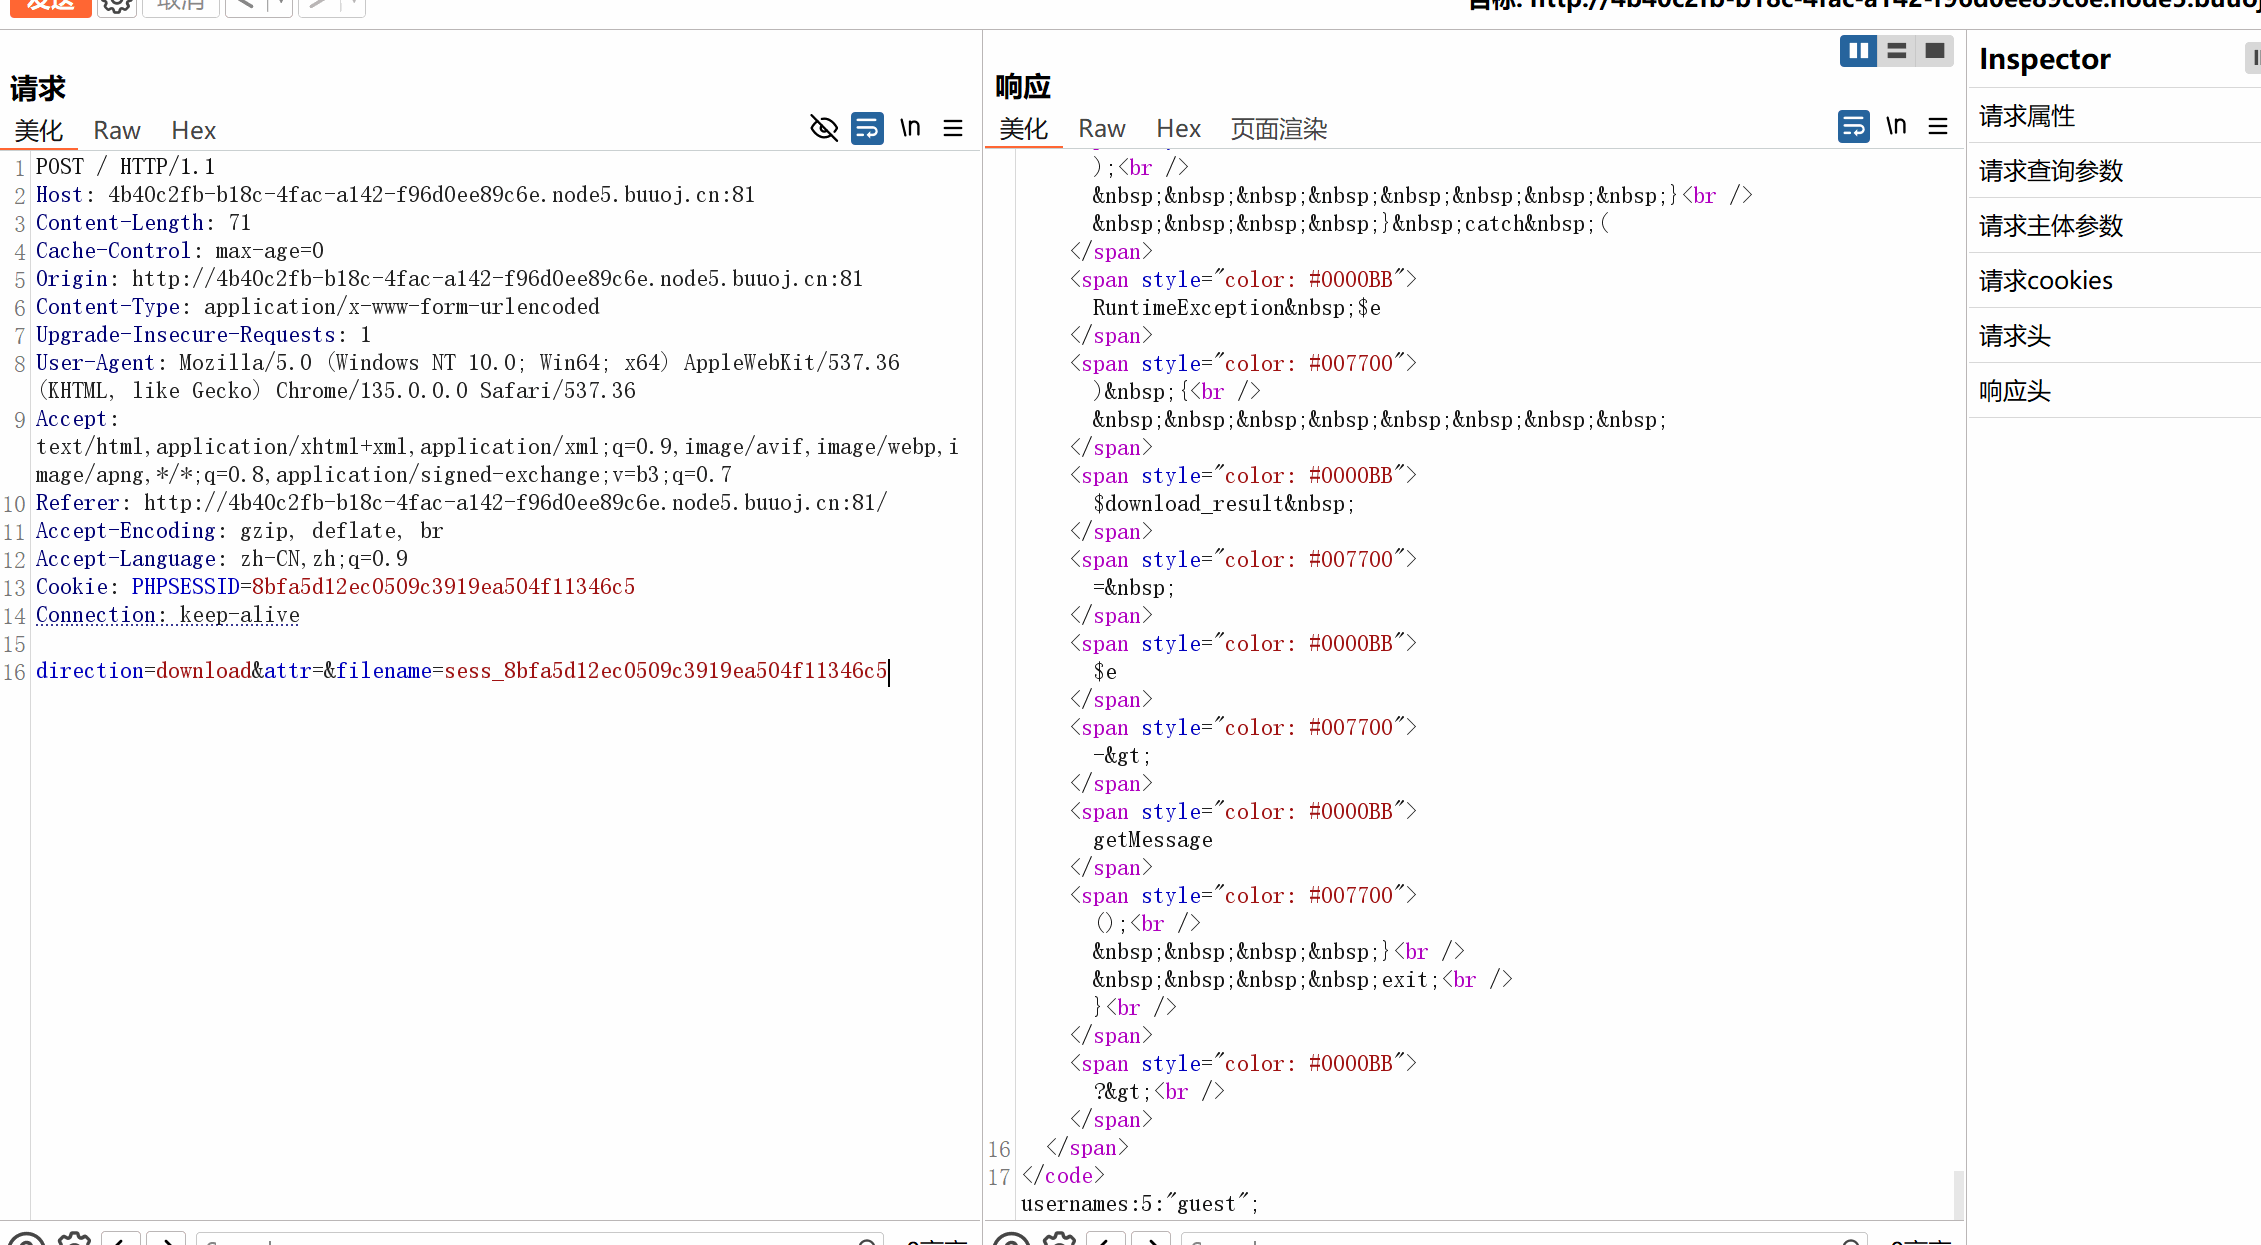 发送
取消
目标: http://4b40c2fb-b18c-4fac-a142-f96d0ee89c6e.node5.buuoj
请求
美化 Raw Hex
\n
1 POST / HTTP/1.1
2 Host: 4b40c2fb-b18c-4fac-a142-f96d0ee89c6e.node5.buuoj.cn:81
3 Content-Length: 71
4 Cache-Control: max-age=0
5 Origin: http://4b40c2fb-b18c-4fac-a142-f96d0ee89c6e.node5.buuoj.cn:81
6 Content-Type: application/x-www-form-urlencoded
7 Upgrade-Insecure-Requests: 1
8 User-Agent: Mozilla/5.0 (Windows NT 10.0; Win64; x64) AppleWebKit/537.36
(KHTML, like Gecko) Chrome/135.0.0.0 Safari/537.36
9 Accept:
text/html,application/xhtml+xml,application/xml;q=0.9,image/avif,image/webp,i
mage/apng,*/*;q=0.8,application/signed-exchange;v=b3;q=0.7
10 Referer: http://4b40c2fb-b18c-4fac-a142-f96d0ee89c6e.node5.buuoj.cn:81/
11 Accept-Encoding: gzip, deflate, br
12 Accept-Language: zh-CN,zh;q=0.9
13 Cookie: PHPSESSID=8bfa5d12ec0509c3919ea504f11346c5
14 Connection: keep-alive
15
16 direction=download&attr=&filename=sess_8bfa5d12ec0509c3919ea504f11346c5
响应
美化 Raw Hex 页面渲染
\n
);<br />
&nbsp;&nbsp;&nbsp;&nbsp;&nbsp;&nbsp;&nbsp;&nbsp;}<br />
&nbsp;&nbsp;&nbsp;&nbsp;}&nbsp;catch&nbsp;(
</span>
<span style="color: #0000BB">
RuntimeException&nbsp;$e
</span>
<span style="color: #007700">
)&nbsp;{<br />
&nbsp;&nbsp;&nbsp;&nbsp;&nbsp;&nbsp;&nbsp;&nbsp;
</span>
<span style="color: #0000BB">
$download_result&nbsp;
</span>
<span style="color: #007700">
=&nbsp;
</span>
<span style="color: #0000BB">
$e
</span>
<span style="color: #007700">
-&gt;
</span>
<span style="color: #0000BB">
getMessage
</span>
<span style="color: #007700">
();<br />
&nbsp;&nbsp;&nbsp;&nbsp;}<br />
&nbsp;&nbsp;&nbsp;&nbsp;exit;<br />
}<br />
</span>
<span style="color: #0000BB">
?&gt;<br />
</span>
16 </span>
17 </code>
usernames:5:"guest";
Inspector
请求属性
请求查询参数
请求主体参数
请求cookies
请求头
响应头